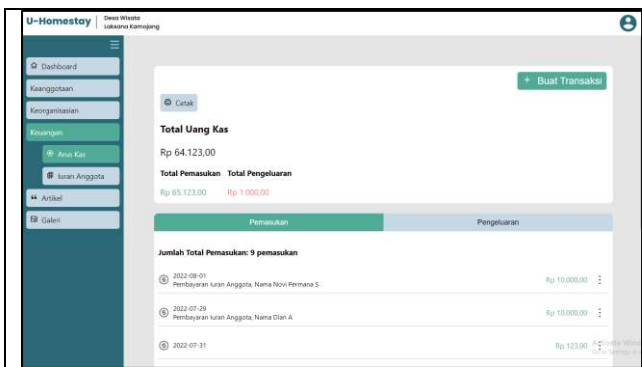 U-Homestay
Desa Wisata
Laksana Kamojang
Dashboard
Keanggotaan
Keorganisasian
Keuangan
Arus Kas
Iuran Anggota
Artikel
Galeri
+ Buat Transaksi
Cetak
Total Uang Kas
Rp 64.123,00
Total Pemasukan Total Pengeluaran
Rp 65.123,00 Rp 1.000,00
Pemasukan Pengeluaran
Jumlah Total Pemasukan: 9 pemasukan
2022-08-01
Pembayaran Iuran Anggota, Nama Novi Permana S
Rp 10.000,00
2022-07-29
Pembayaran Iuran Anggota, Nama Dian A
Rp 10.000,00
2022-07-31
Rp 123,00